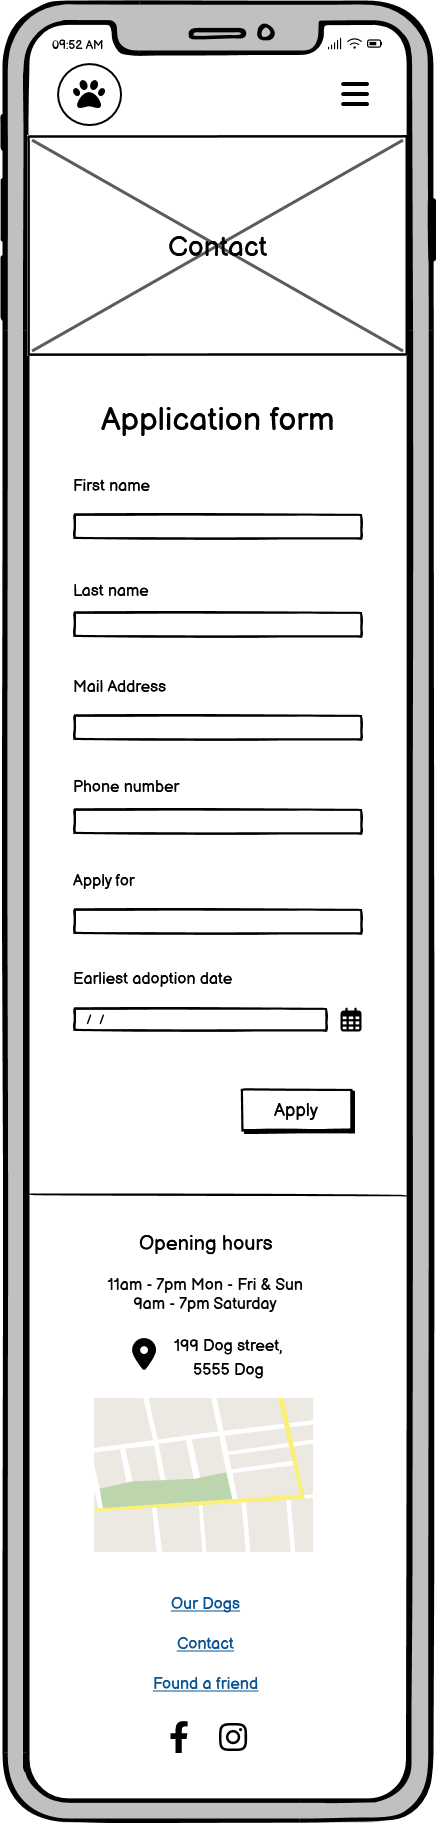 09:52 AM
Contact
Application form
First name
Last name
Mail Address
Phone number
Apply for
Earliest adoption date
/ /
Apply
Opening hours
11am - 7pm Mon - Fri & Sun
9am - 7pm Saturday
199 Dog street,
5555 Dog
Our Dogs
Contact
Found a friend